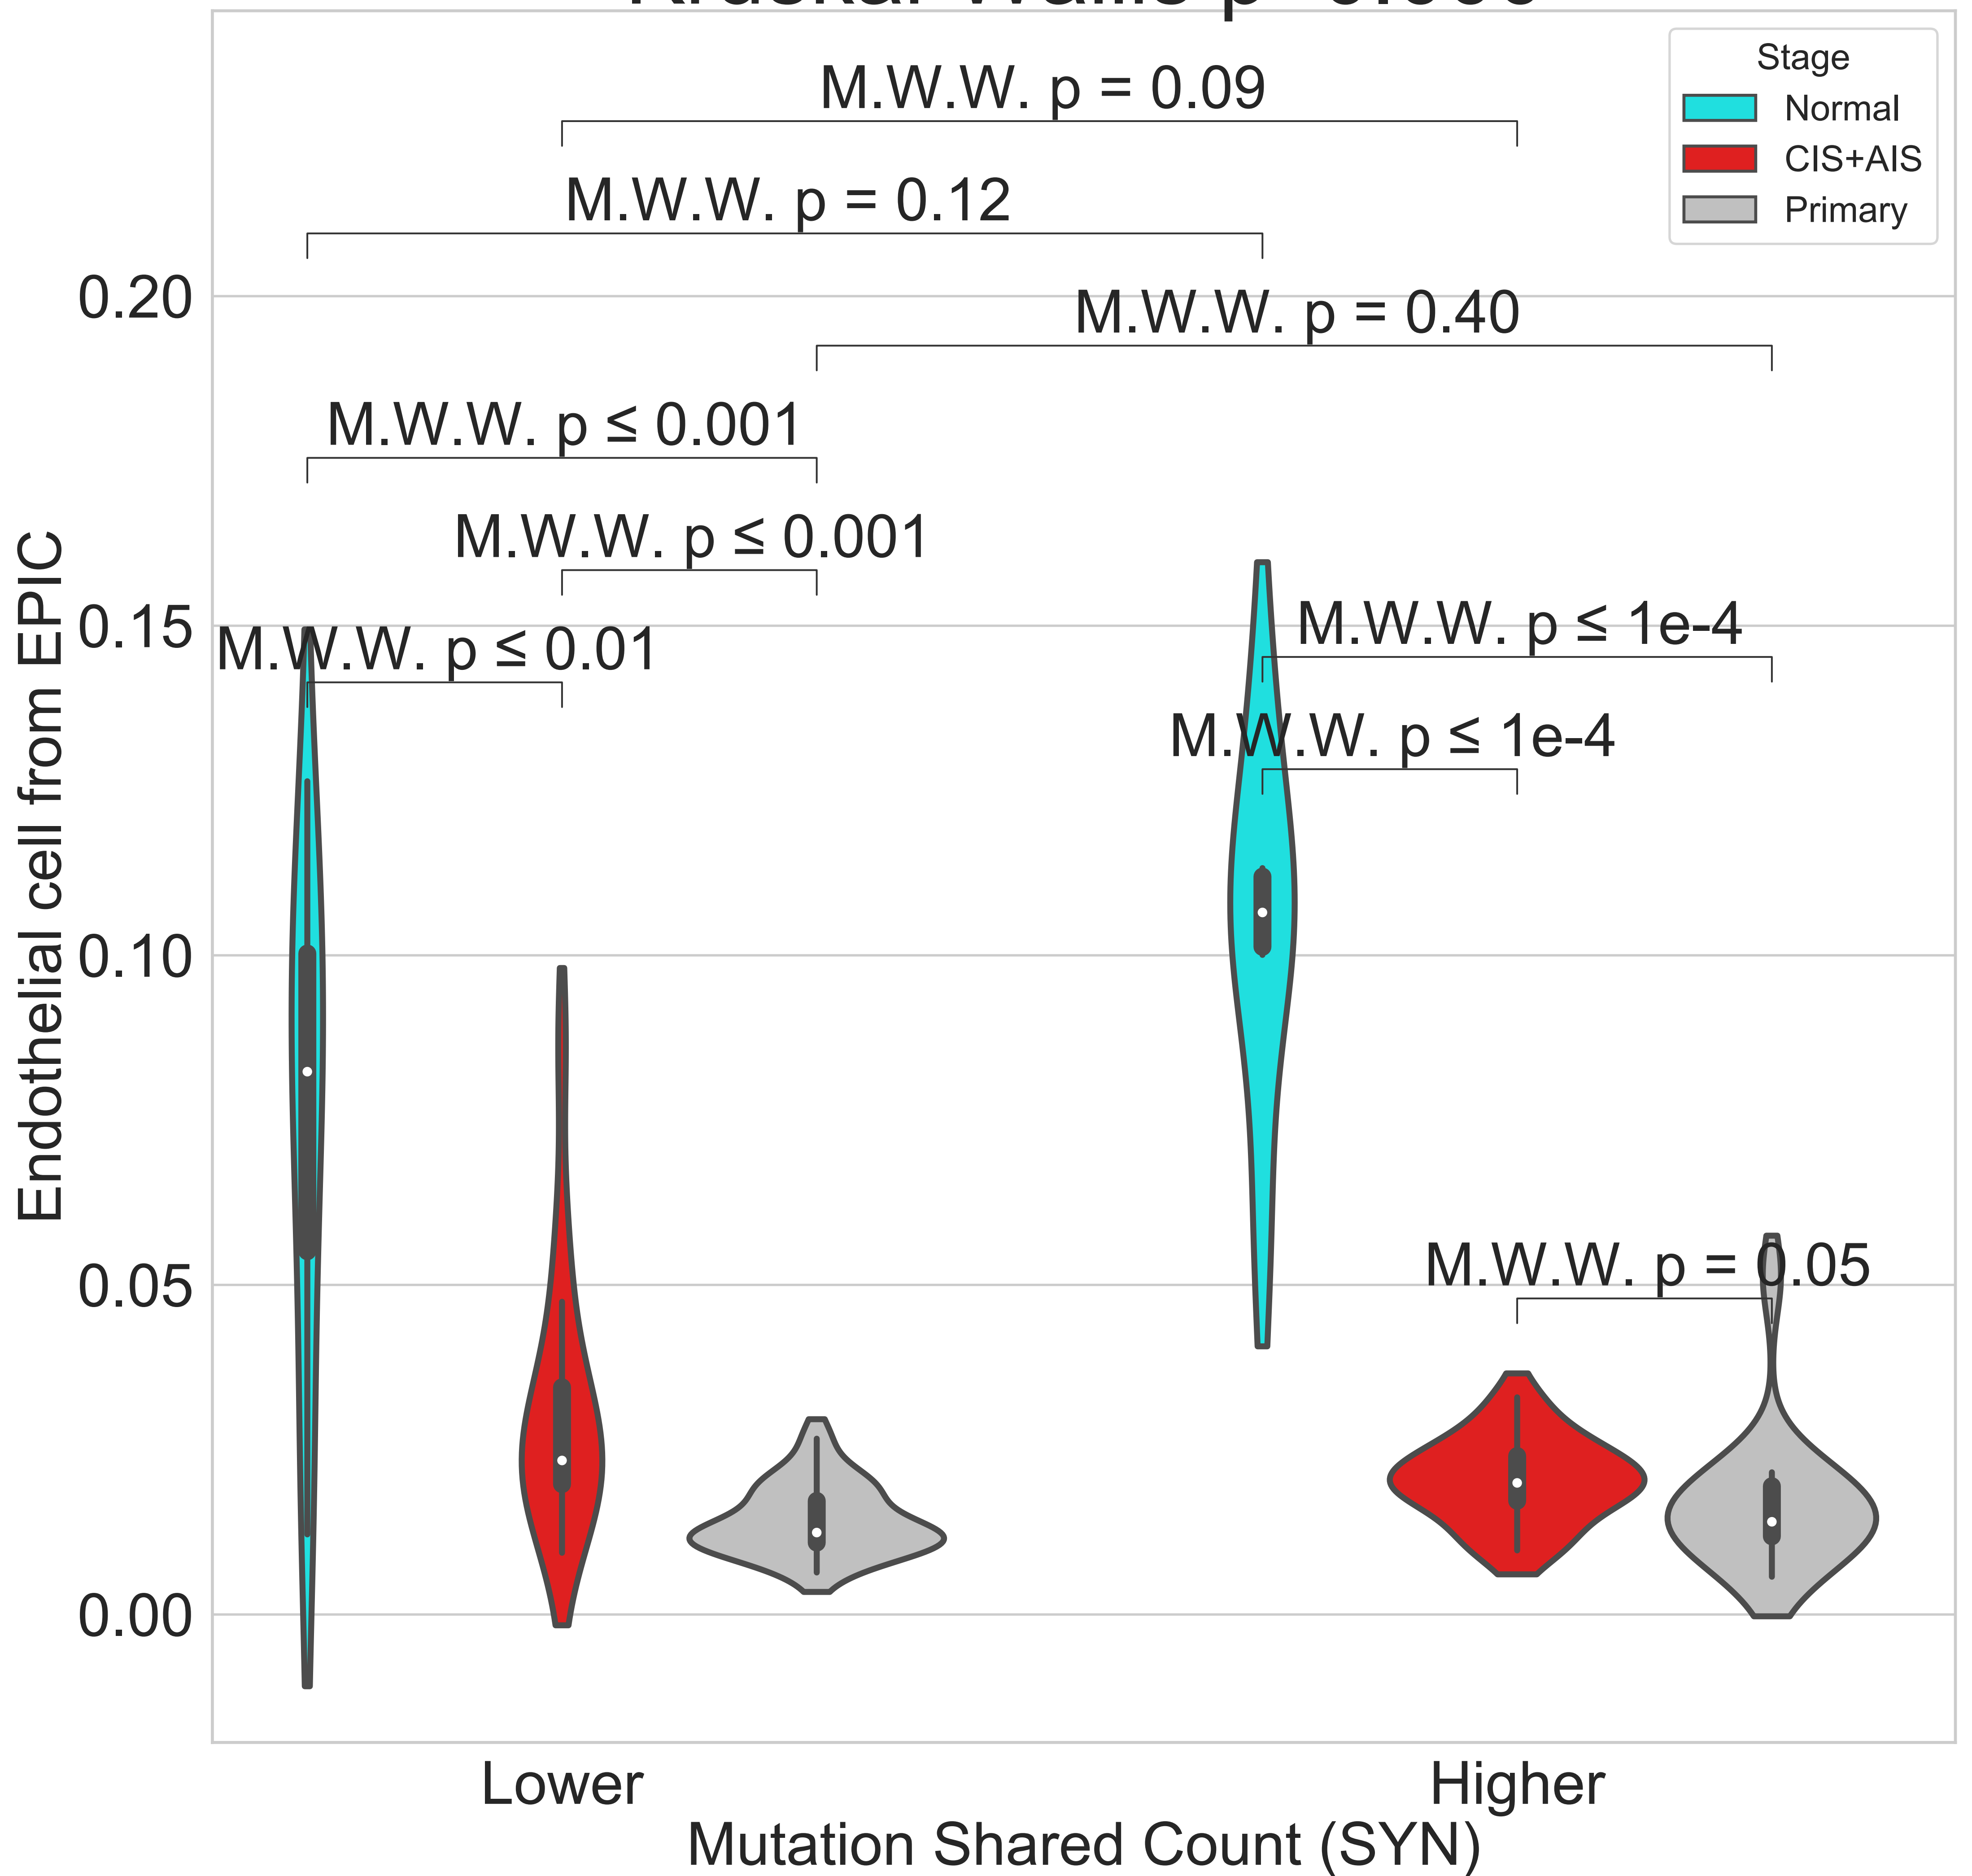 Stage
Normal
CIS+AIS
Primary
M.W.W. p = 0.09
M.W.W. p = 0.12
M.W.W. p = 0.40
M.W.W. p ≤ 0.001
M.W.W. p ≤ 0.001
M.W.W. p ≤ 0.01
M.W.W. p ≤ 1e-4
M.W.W. p ≤ 1e-4
M.W.W. p = 0.05
Endothelial cell from EPIC
0.20
0.15
0.10
0.05
0.00
Lower
Higher
Mutation Shared Count (SYN)